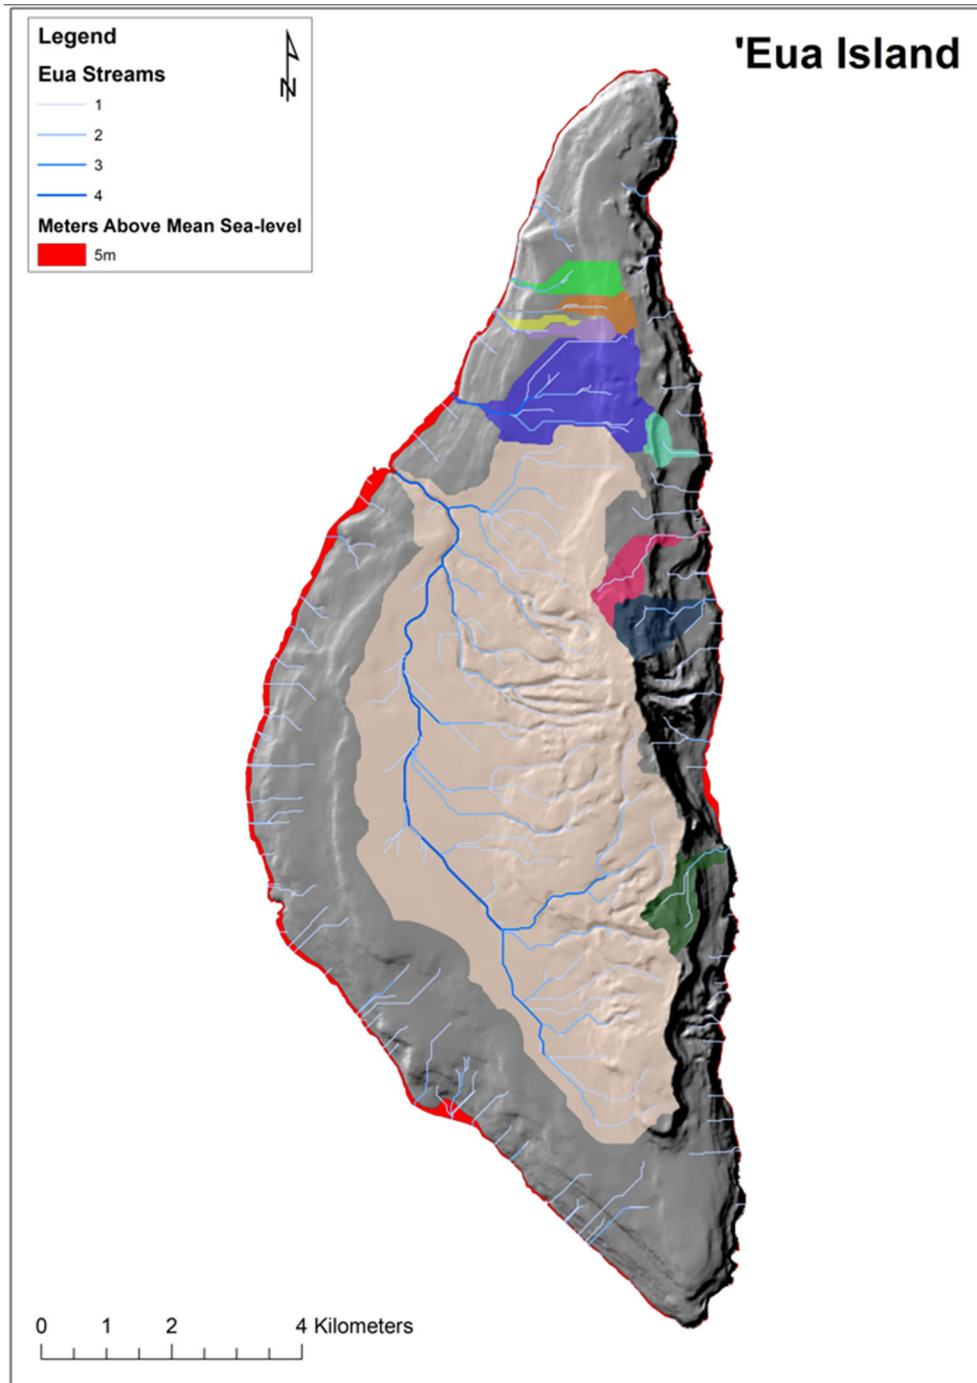 'Eua Island
Legend
N
Eua Streams
1
2
3
4
Meters Above Mean Sea-level
5m
0 1 2 4 Kilometers